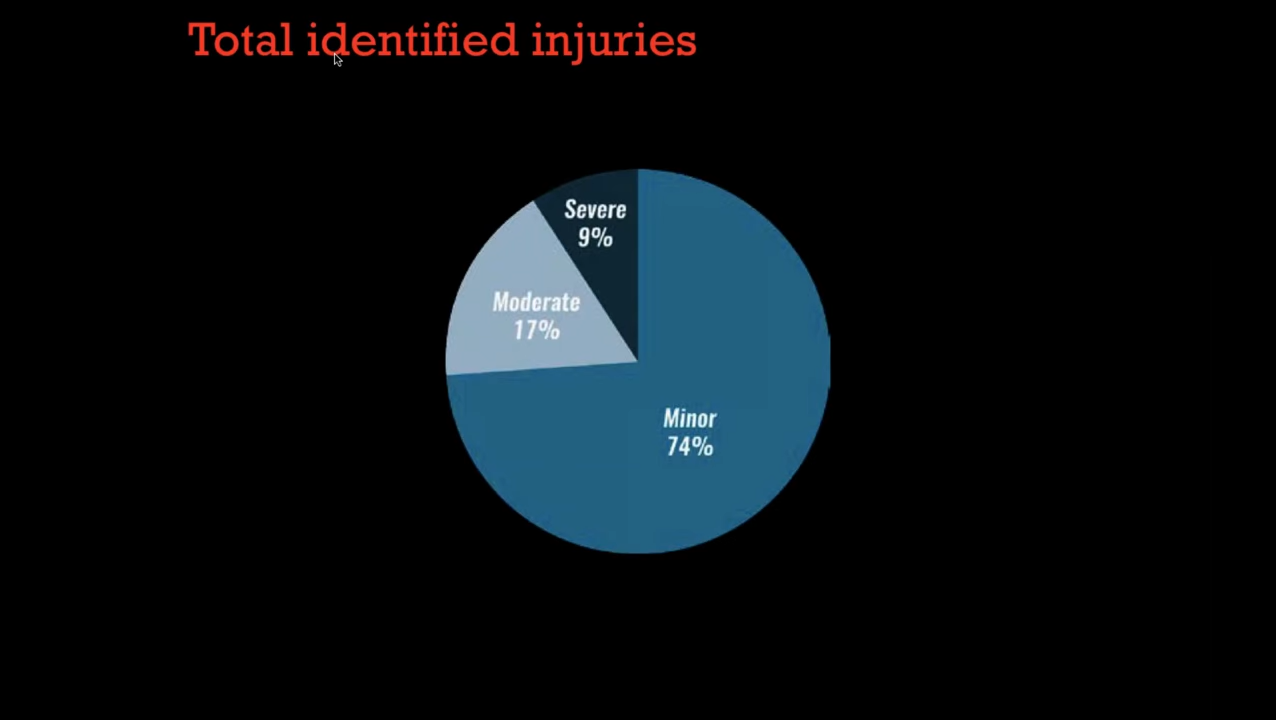 Total identified injuries
Severe
9%
Moderate
17%
Minor
74%